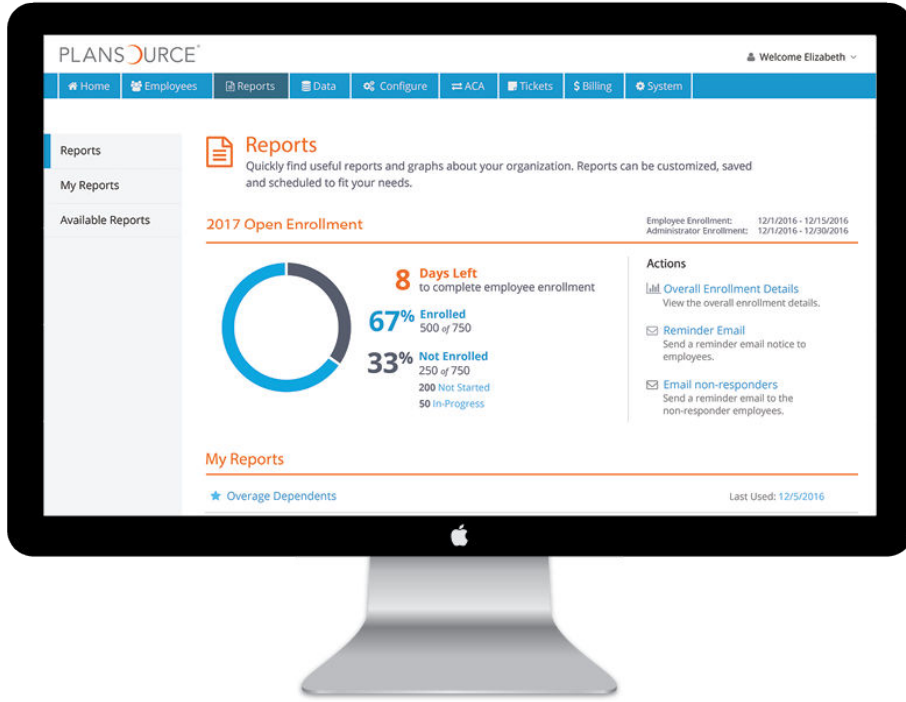 PLANSOURCE®
Welcome Elizabeth
Home Employees Reports Data Configure ACA Tickets $ Billing System
Reports
My Reports
Available Reports
Reports
Quickly find useful reports and graphs about your organization. Reports can be customized, saved
and scheduled to fit your needs.
2017 Open Enrollment
Employee Enrollment: 12/1/2016 - 12/15/2016
Administrator Enrollment: 12/1/2016 - 12/30/2016
8 Days Left
to complete employee enrollment
67% Enrolled
500 of 750
33% Not Enrolled
250 of 750
200 Not Started
50 In-Progress
Actions
Overall Enrollment Details
View the overall enrollment details.
Reminder Email
Send a reminder email notice to
employees.
Email non-responders
Send a reminder email to the
non-responder employees.
My Reports
Overage Dependents
Last Used: 12/5/2016